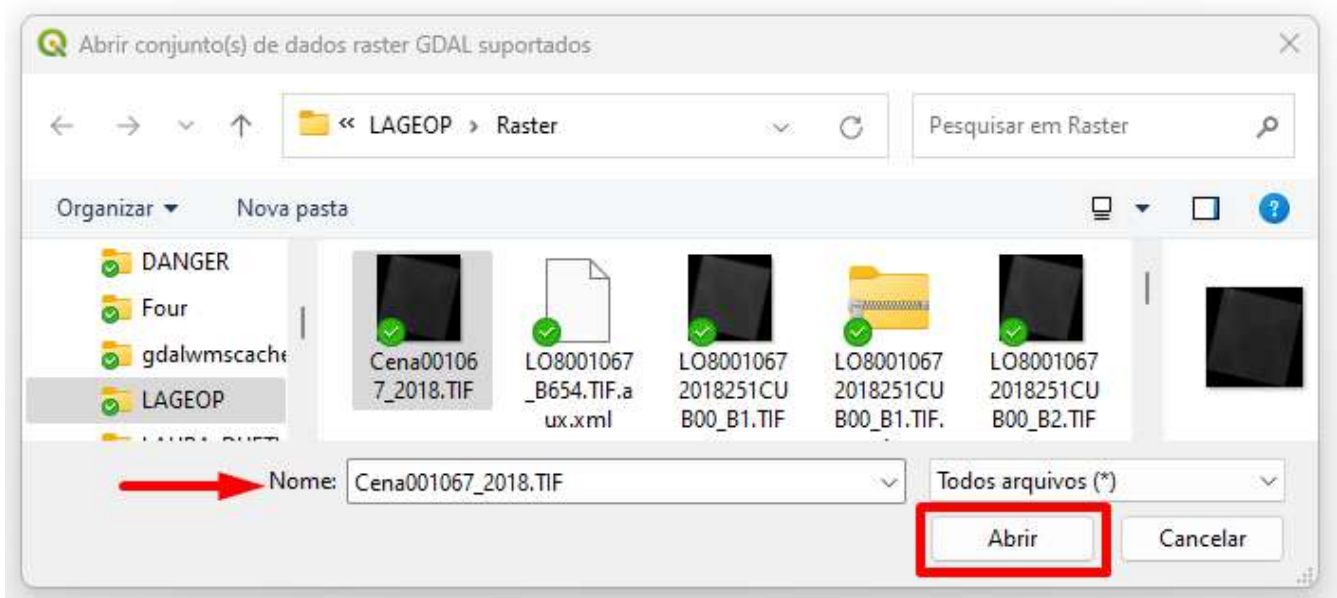 Abrir conjunto(s) de dados raster GDAL suportados
« LAGEOP › Raster
Pesquisar em Raster
Organizar
Nova pasta
DANGER
Four
gdalwmscache
LAGEOP
Cena00106
7_2018.TIF
LO8001067
_B654.TIF.a
ux.xml
LO8001067
2018251CU
B00_B1.TIF
LO8001067
2018251CU
B00_B1.TIF.
LO8001067
2018251CU
B00_B2.TIF
Nome: Cena001067_2018.TIF
Todos arquivos (*)
Abrir
Cancelar